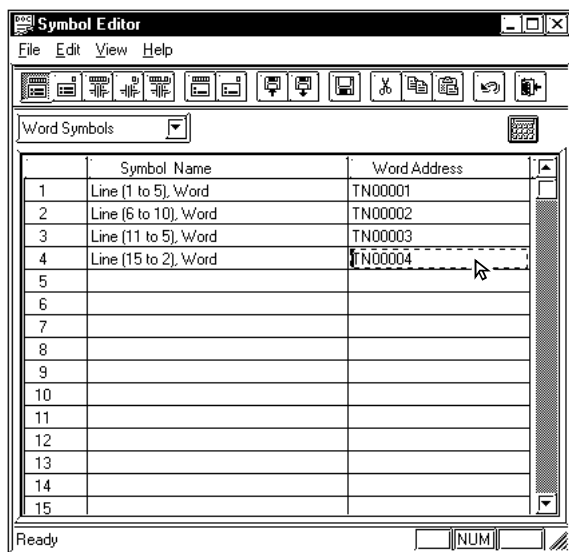 Symbol Editor
File Edit View Help
Word Symbols
Symbol Name Word Address
1 Line (1 to 5), Word TN00001
2 Line (6 to 10), Word TN00002
3 Line (11 to 5), Word TN00003
4 Line (15 to 2), Word TN00004
5
6
7
8
9
10
11
12
13
14
15
Ready NUM